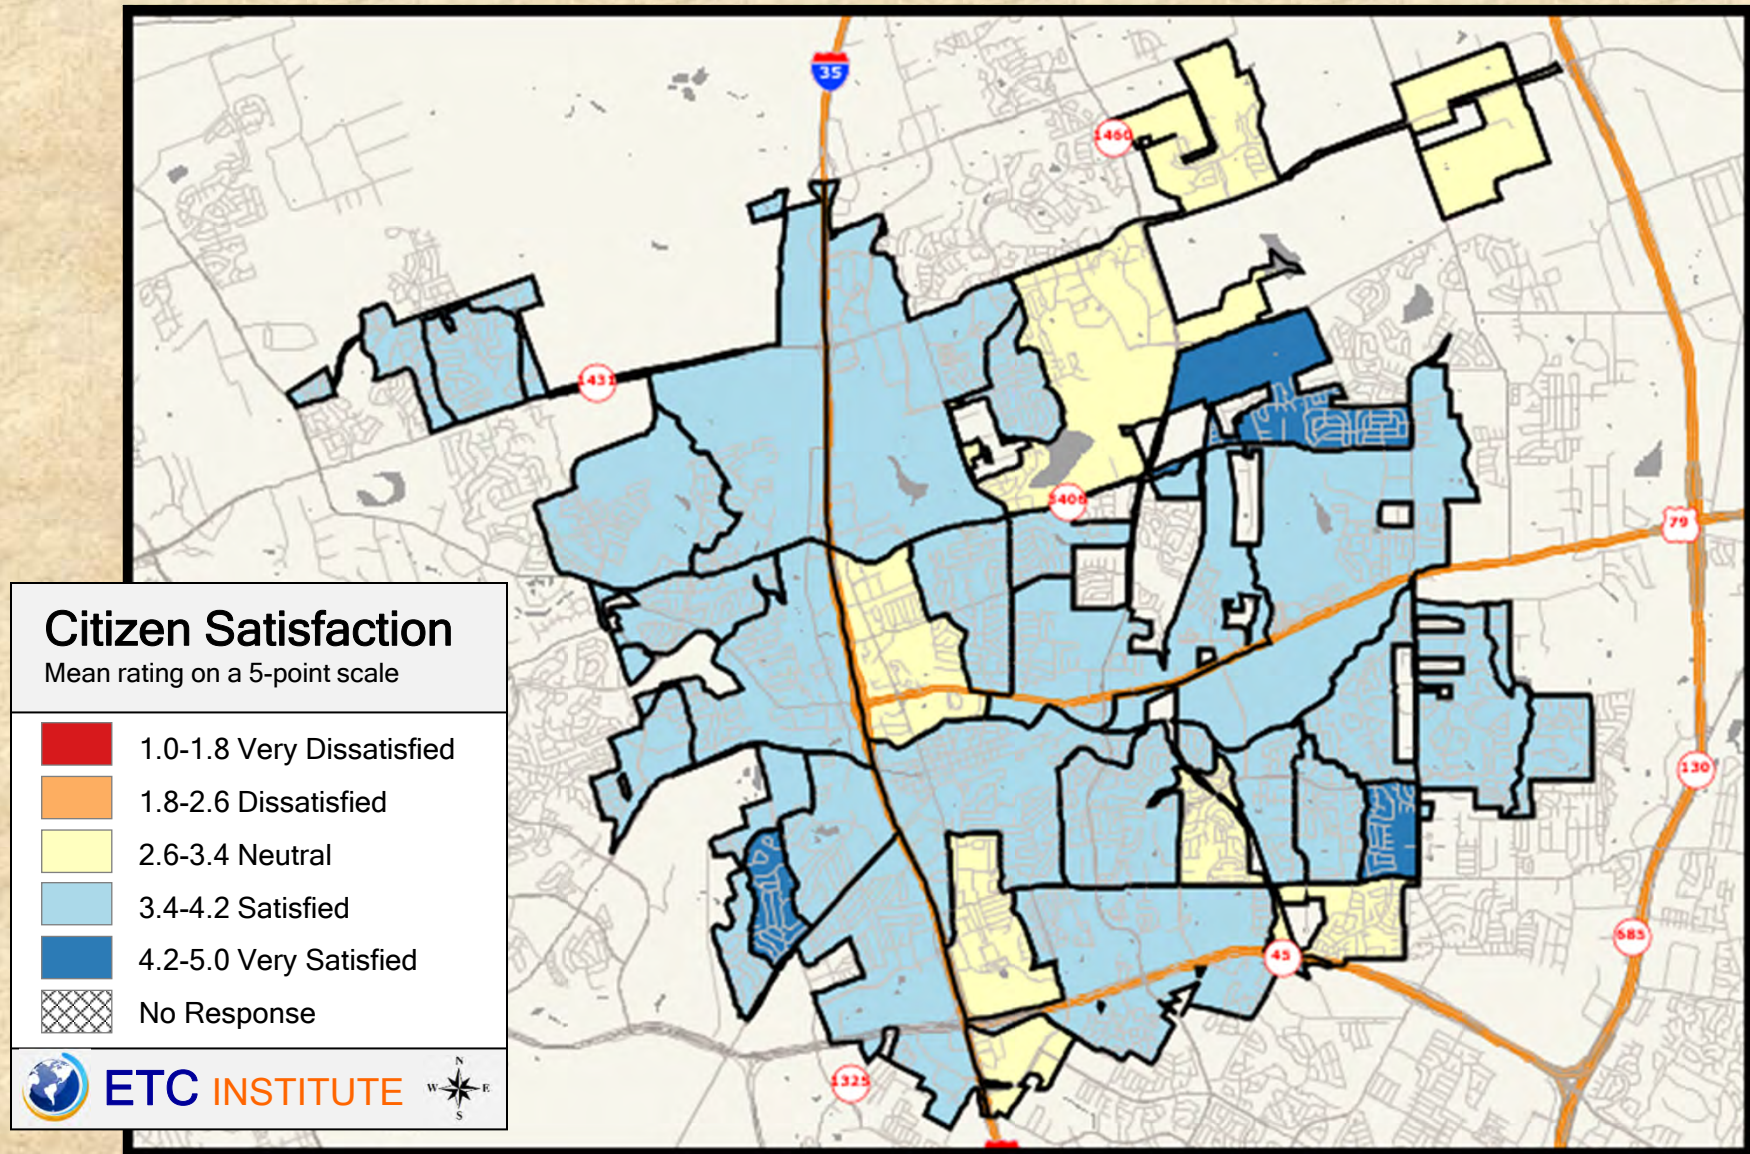 35
1460
1431
3406
79
130
685
45
1325
Citizen Satisfaction
Mean rating on a 5-point scale
1.0-1.8 Very Dissatisfied
1.8-2.6 Dissatisfied
2.6-3.4 Neutral
3.4-4.2 Satisfied
4.2-5.0 Very Satisfied
No Response
ETC INSTITUTE
N
W E
S